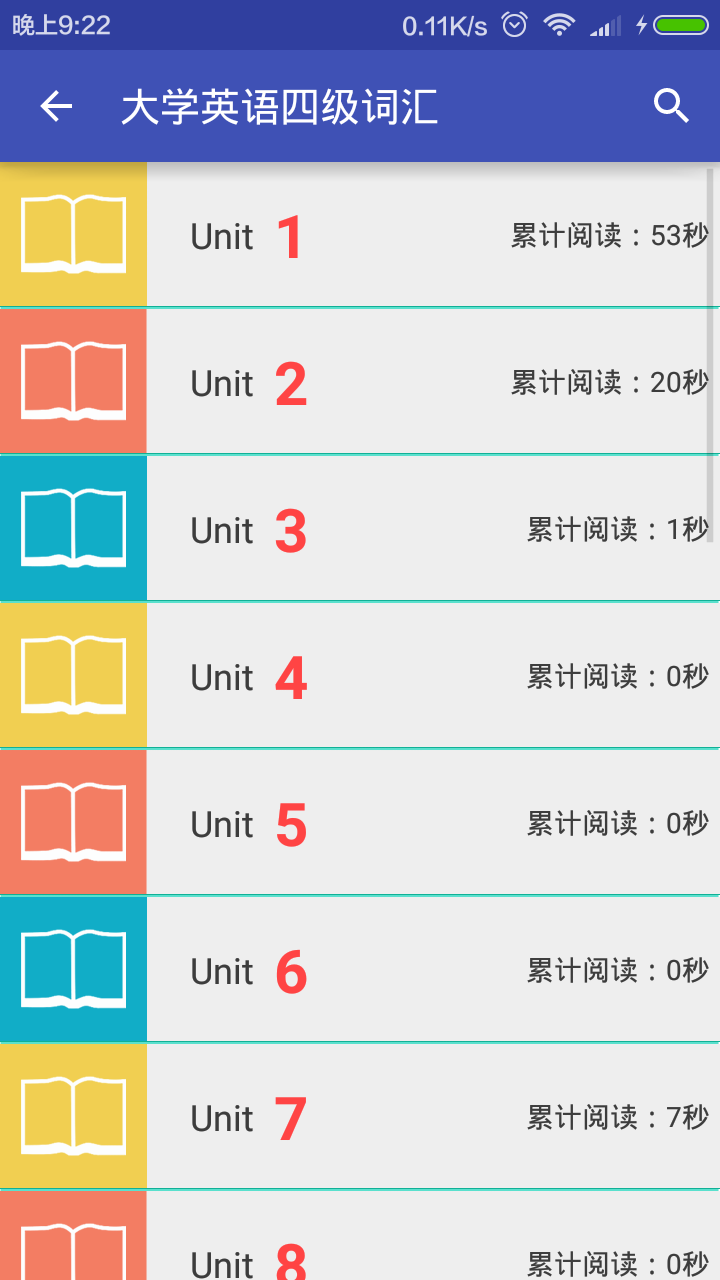 晚上9:22 0.11K/s
大学英语四级词汇
Unit 1 累计阅读：53秒
Unit 2 累计阅读：20秒
Unit 3 累计阅读：1秒
Unit 4 累计阅读：0秒
Unit 5 累计阅读：0秒
Unit 6 累计阅读：0秒
Unit 7 累计阅读：7秒
Unit 8 累计阅读：0秒